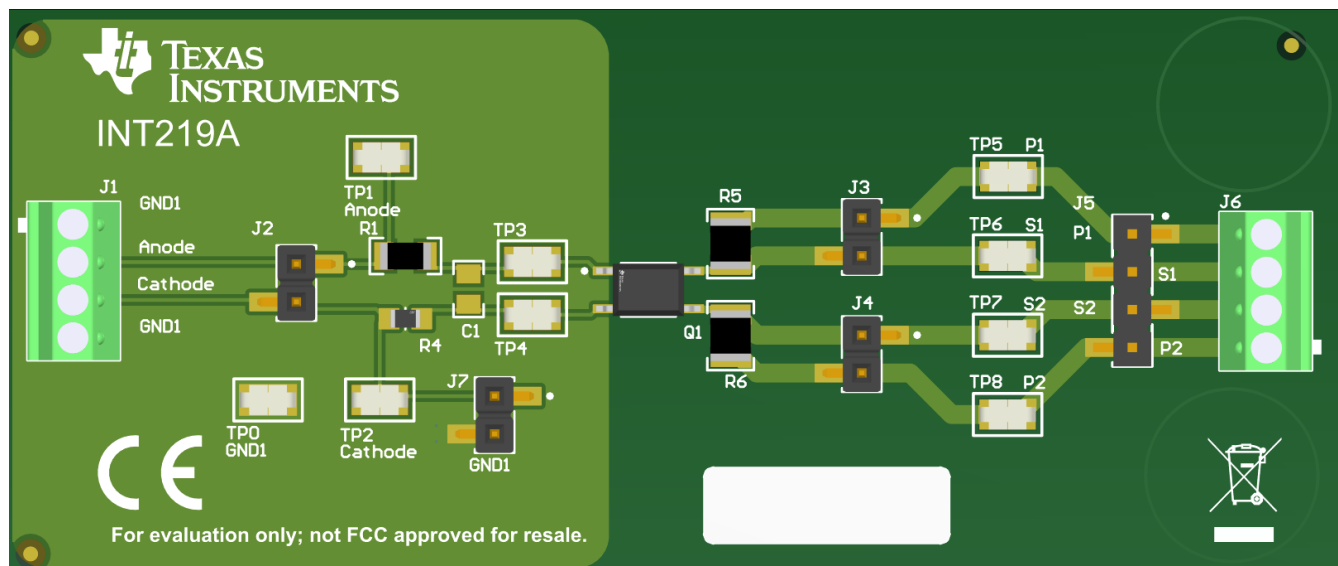 TEXAS
INSTRUMENTS
INT219A
J1
GND1
Anode
Cathode
GND1
J2
TP1
Anode
R1
TP3
C1
R4
TP4
TP0
GND1
TP2
Cathode
J7
GND1
CE
For evaluation only; not FCC approved for resale.
Q1
R5
R6
J3
J4
TP5 P1
TP6 S1
TP7 S2
TP8 P2
J5
P1
S1
S2
P2
J6